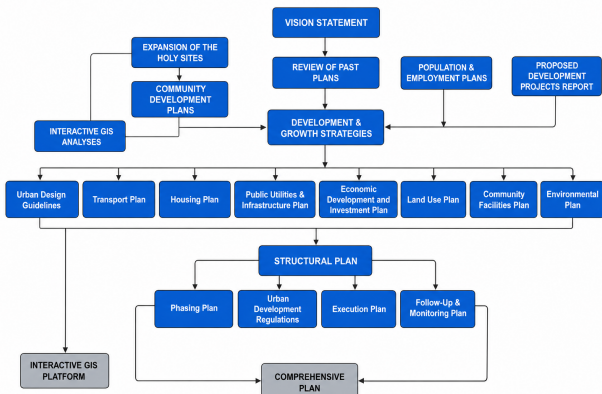 VISION STATEMENT
EXPANSION OF THE
HOLY SITES
REVIEW OF PAST
PLANS
POPULATION &
EMPLOYMENT PLANS
PROPOSED
DEVELOPMENT
PROJECTS REPORT
COMMUNITY
DEVELOPMENT
PLANS
INTERACTIVE GIS
ANALYSES
DEVELOPMENT &
GROWTH STRATEGIES
Urban Design
Guidelines
Transport Plan
Housing Plan
Public Utilities &
Infrastructure Plan
Economic
Development and
Investment Plan
Land Use Plan
Community
Facilities Plan
Environmental
Plan
STRUCTURAL PLAN
Phasing Plan
Urban
Development
Regulations
Execution Plan
Follow-Up &
Monitoring Plan
INTERACTIVE GIS
PLATFORM
COMPREHENSIVE
PLAN